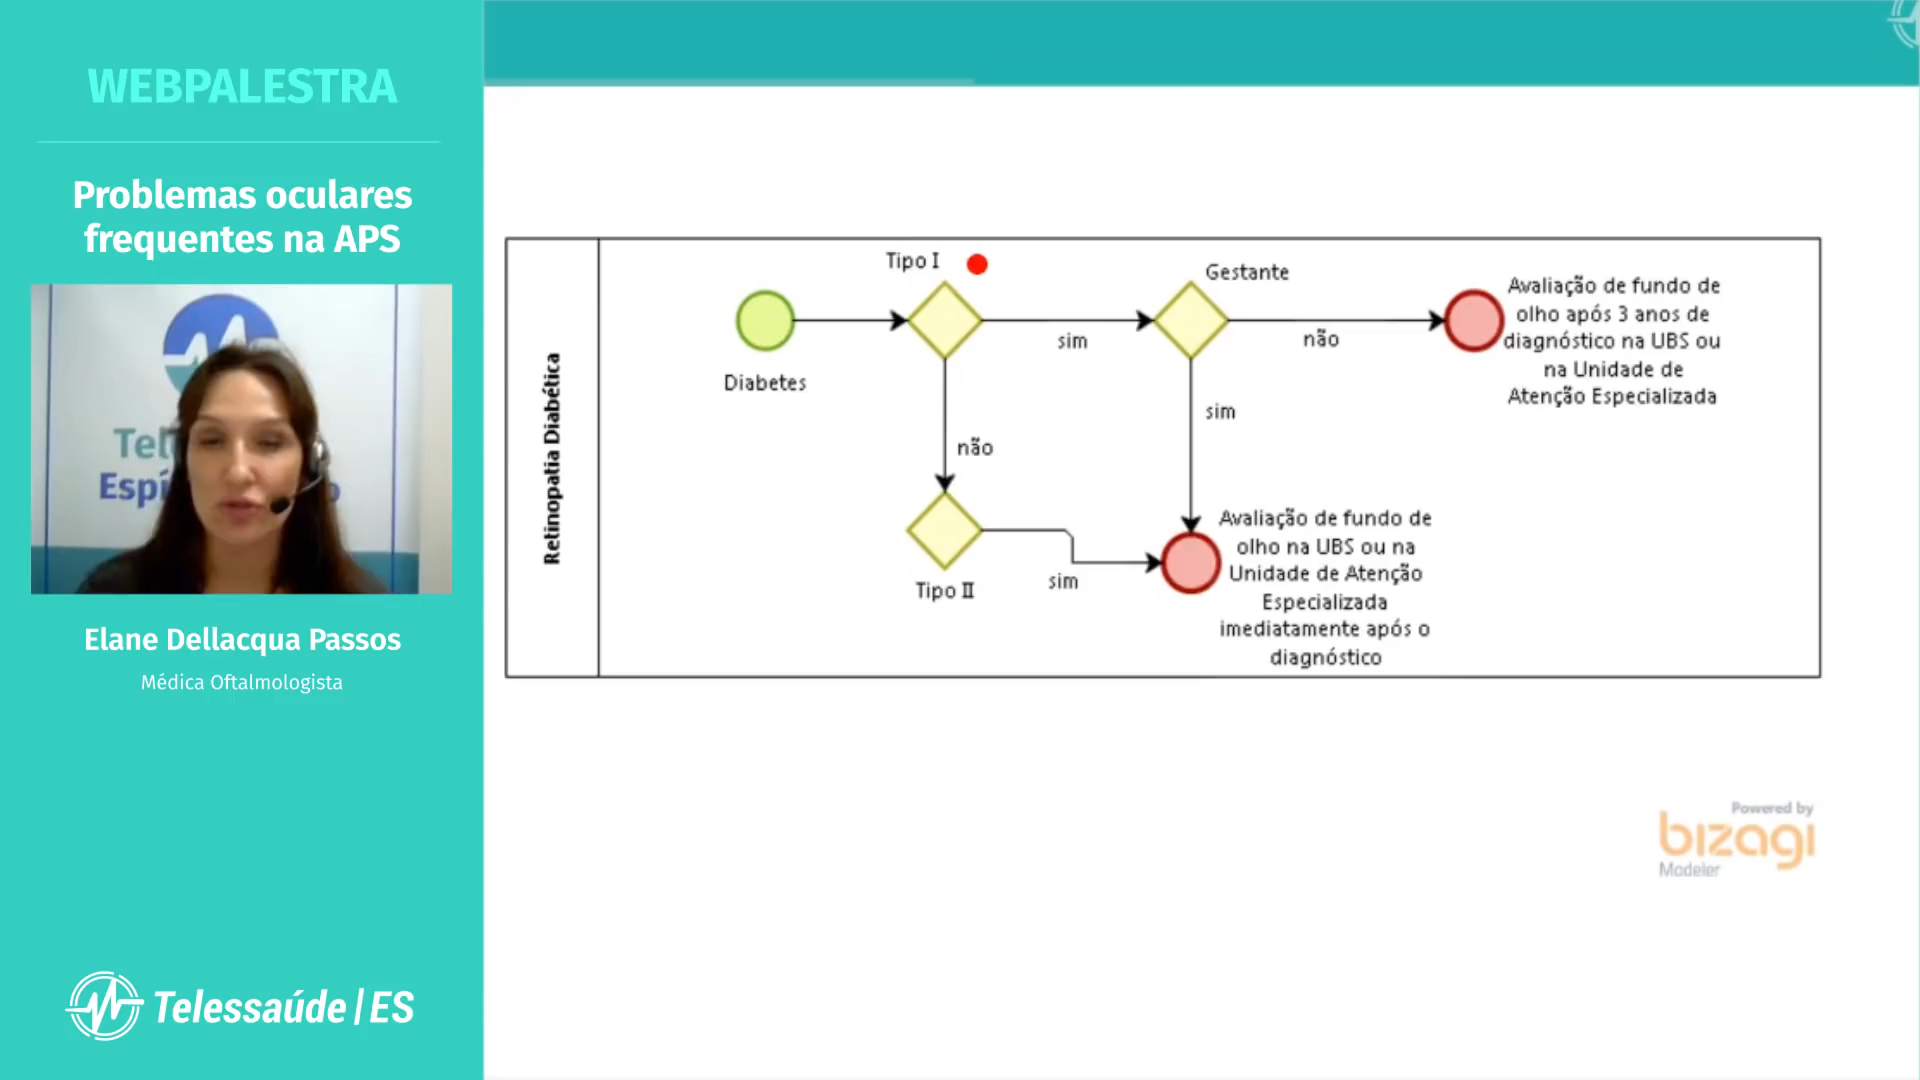 WEBPALESTRA
Problemas oculares
frequentes na APS
Elane Dellacqua Passos
Médica Oftalmologista
Telessaúde|ES
Retinopatia Diabética
Diabetes
Tipo I
sim
não
Tipo II
sim
Gestante
não
sim
Avaliação de fundo de
olho após 3 anos de
diagnóstico na UBS ou
na Unidade de
Atenção Especializada
Avaliação de fundo de
olho na UBS ou na
Unidade de Atenção
Especializada
imediatamente após o
diagnóstico
Powered by
bizagi
Modeler